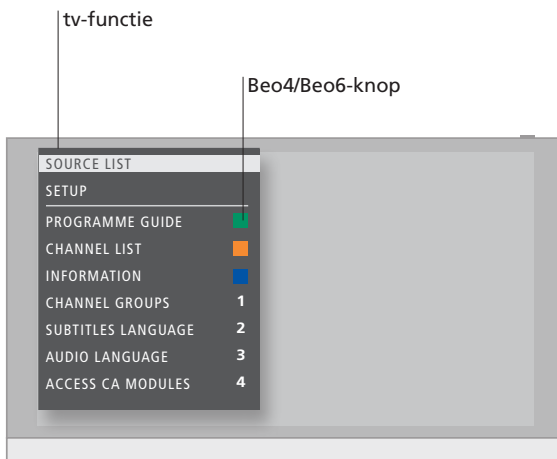 tv-functie
Beo4/Beo6-knop
SOURCE LIST
SETUP
PROGRAMME GUIDE
CHANNEL LIST
INFORMATION
CHANNEL GROUPS 1
SUBTITLES LANGUAGE 2
AUDIO LANGUAGE 3
ACCESS CA MODULES 4